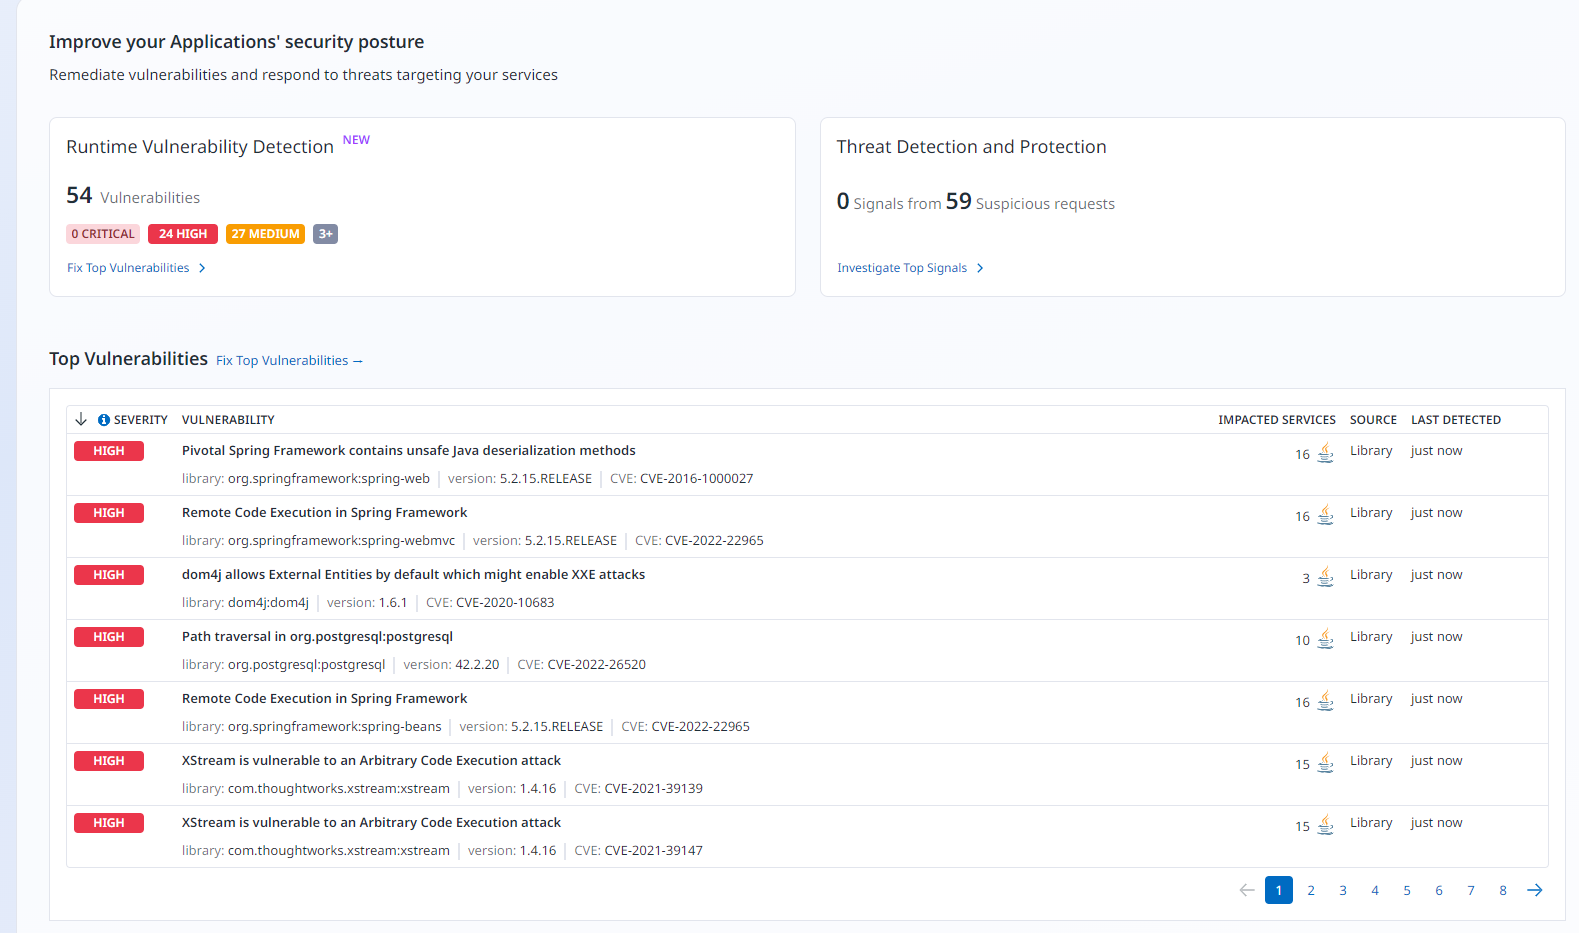 Improve your Applications' security posture
Remediate vulnerabilities and respond to threats targeting your services
Runtime Vulnerability Detection NEW
54 Vulnerabilities
0 CRITICAL 24 HIGH 27 MEDIUM 3+
Fix Top Vulnerabilities
Threat Detection and Protection
0 Signals from 59 Suspicious requests
Investigate Top Signals
Top Vulnerabilities Fix Top Vulnerabilities →
SEVERITY VULNERABILITY IMPACTED SERVICES SOURCE LAST DETECTED
HIGH Pivotal Spring Framework contains unsafe Java deserialization methods 16 Library just now
library: org.springframework:spring-web version: 5.2.15.RELEASE CVE: CVE-2016-1000027
HIGH Remote Code Execution in Spring Framework 16 Library just now
library: org.springframework:spring-webmvc version: 5.2.15.RELEASE CVE: CVE-2022-22965
HIGH dom4j allows External Entities by default which might enable XXE attacks 3 Library just now
library: dom4j:dom4j version: 1.6.1 CVE: CVE-2020-10683
HIGH Path traversal in org.postgresql:postgresql 10 Library just now
library: org.postgresql:postgresql version: 42.2.20 CVE: CVE-2022-26520
HIGH Remote Code Execution in Spring Framework 16 Library just now
library: org.springframework:spring-beans version: 5.2.15.RELEASE CVE: CVE-2022-22965
HIGH XStream is vulnerable to an Arbitrary Code Execution attack 15 Library just now
library: com.thoughtworks.xstream:xstream version: 1.4.16 CVE: CVE-2021-39139
HIGH XStream is vulnerable to an Arbitrary Code Execution attack 15 Library just now
library: com.thoughtworks.xstream:xstream version: 1.4.16 CVE: CVE-2021-39147
← 1 2 3 4 5 6 7 8 →